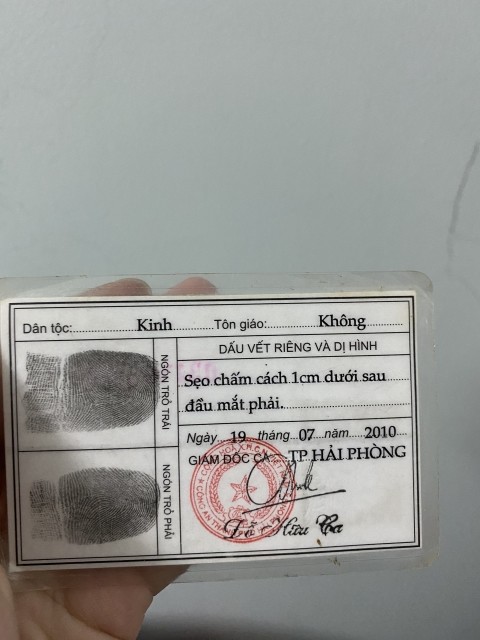 Dân tộc: Kinh Tôn giáo: Không
NGÓN TRỎ TRÁI
NGÓN TRỎ PHẢI
DẤU VẾT RIÊNG VÀ DỊ HÌNH
Sẹo chấm cách 1cm dưới sau
đầu mắt phải.
Ngày 19 tháng 07 năm 2010
GIÁM ĐỐC CA TP HẢI PHÒNG
Đỗ Hữu Ca